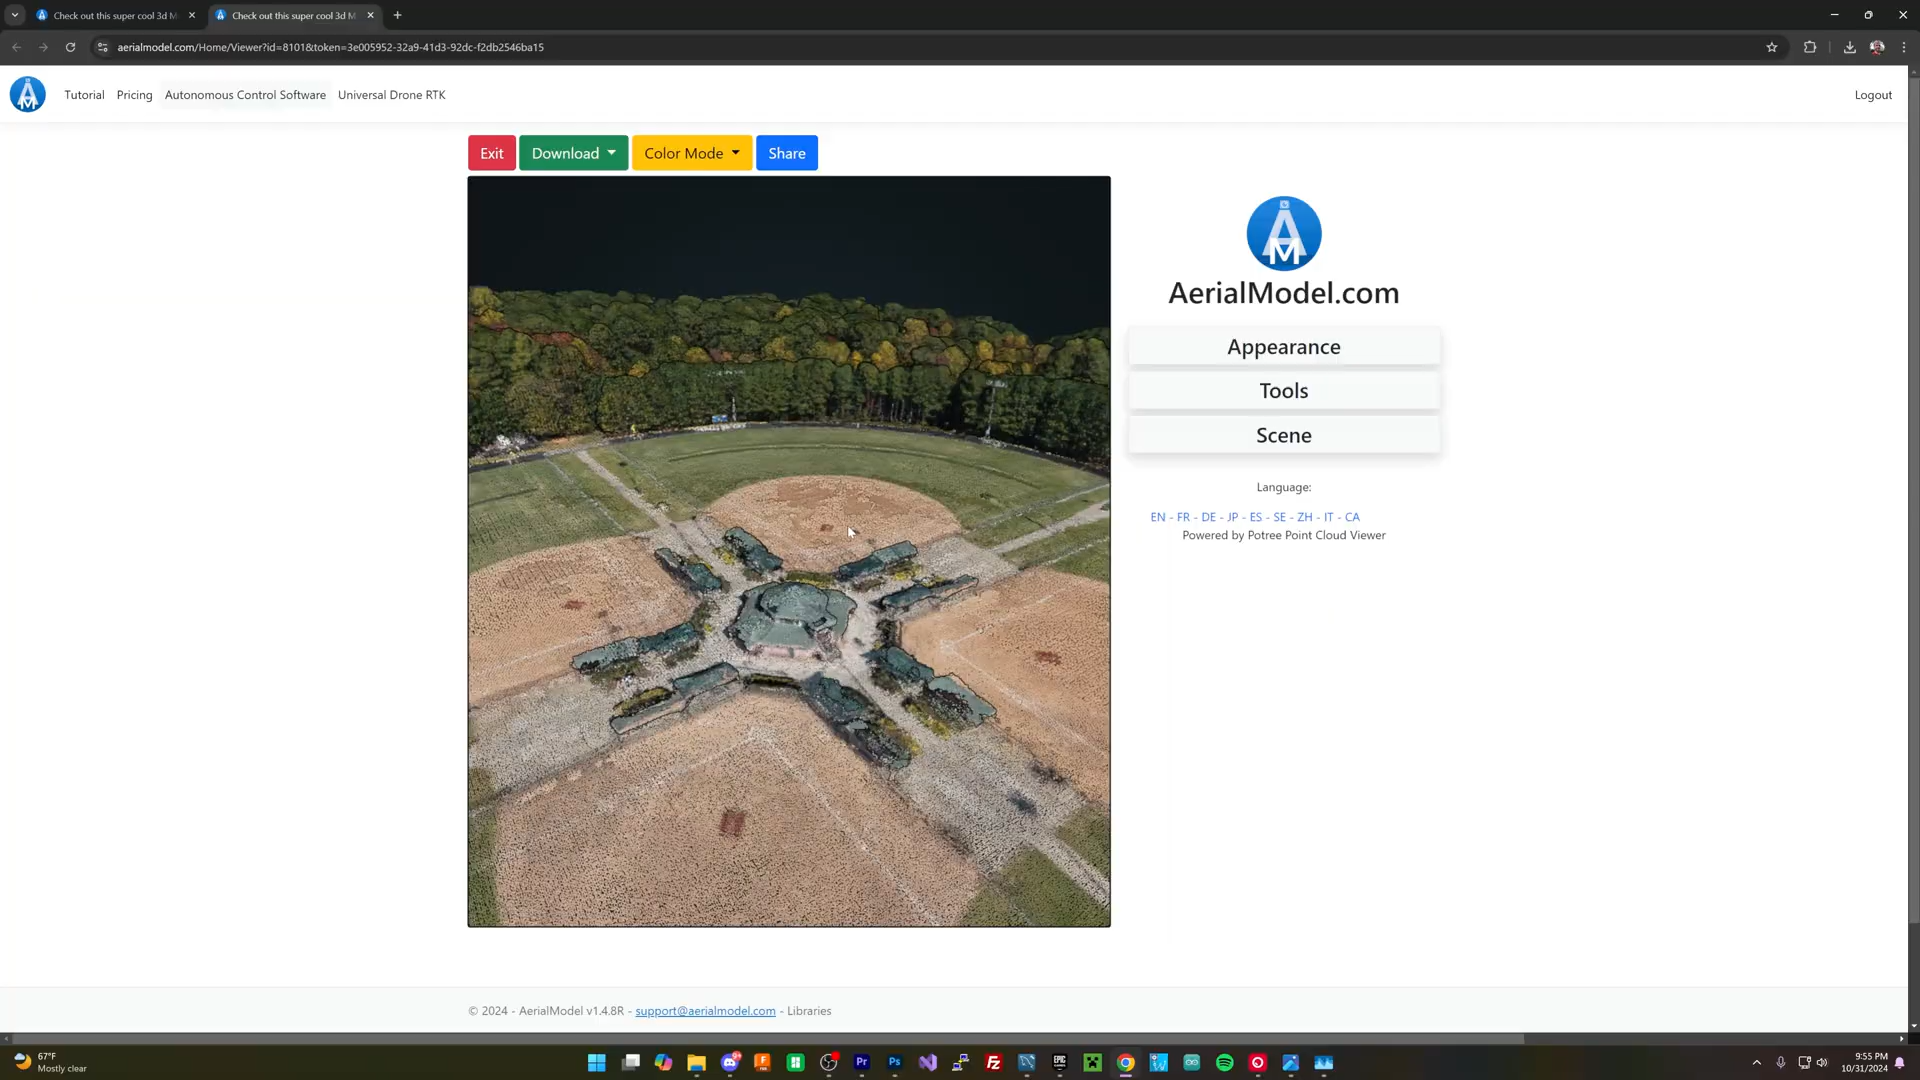 Check out this super cool 3d M
Check out this super cool 3d M
aerialmodel.com/Home/Viewer?id=8101&token=3e005952-32a9-41d3-92dc-f2db2546ba15
Tutorial Pricing Autonomous Control Software Universal Drone RTK Logout
Exit Download Color Mode Share
AM
AerialModel.com
Appearance
Tools
Scene
Language:
EN - FR - DE - JP - ES - SE - ZH - IT - CA
Powered by Potree Point Cloud Viewer
© 2024 - AerialModel v1.4.8R - support@aerialmodel.com - Libraries
67°F
Mostly clear
Pr
Ps
9:55 PM
10/31/2024